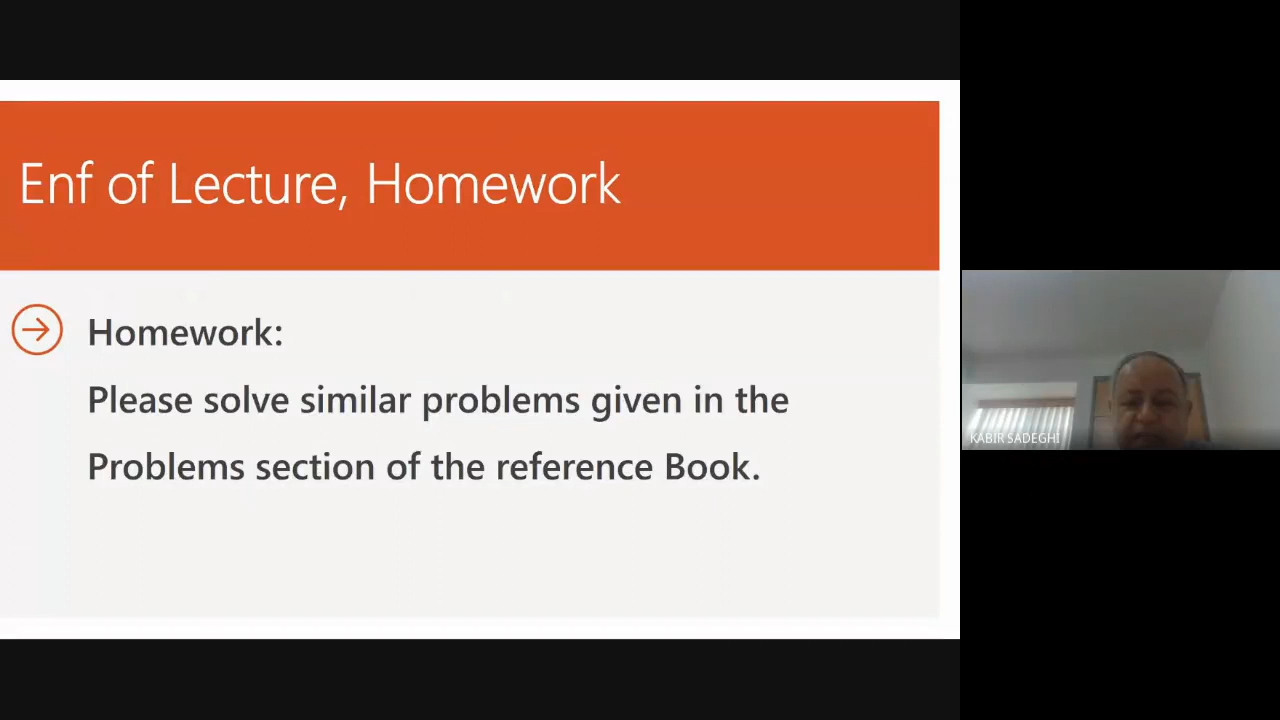 Enf of Lecture, Homework
Homework:
Please solve similar problems given in the
Problems section of the reference Book.
KABIR SADEGHI